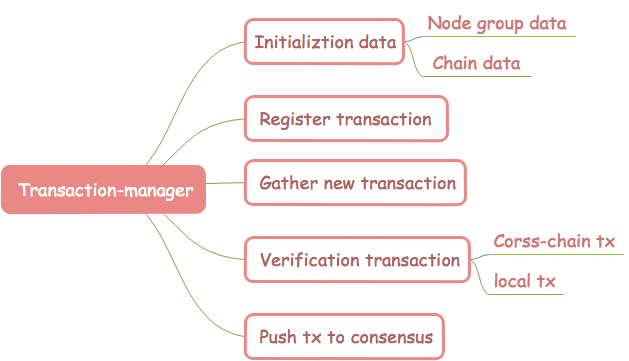 Initializtion data
Node group data
Chain data
Register transaction
Transaction-manager
Gather new transaction
Verification transaction
Corss-chain tx
local tx
Push tx to consensus